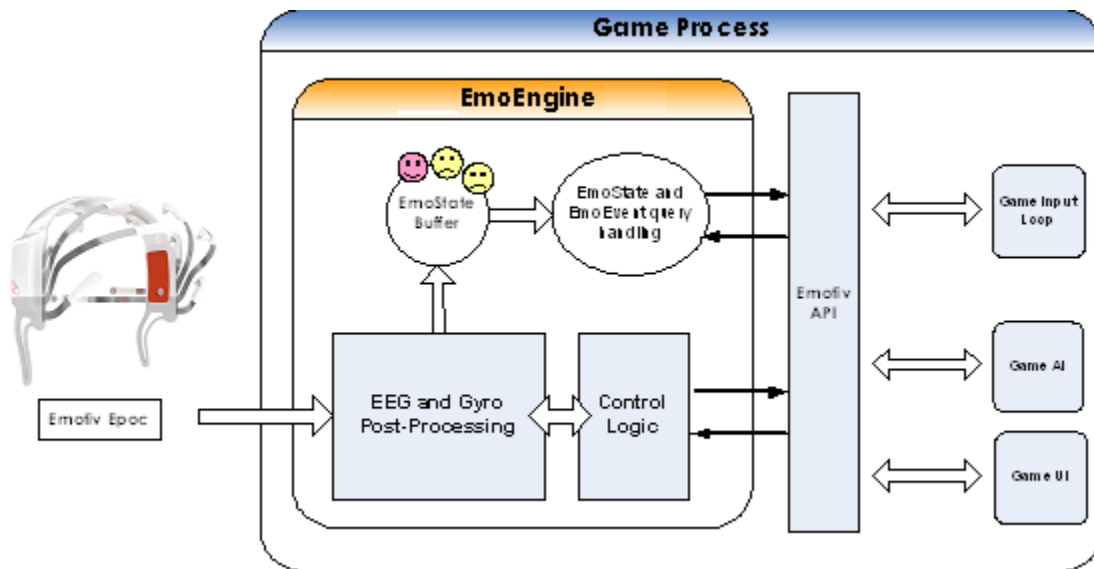 Game Process
EmoEngine
EmoState
Buffer
EmoState and
EmoEvent query
handling
Emotiv
API
Game Input
Loop
Game AI
Game UI
EEG and Gyro
Post-Processing
Control
Logic
Emotiv Epoc